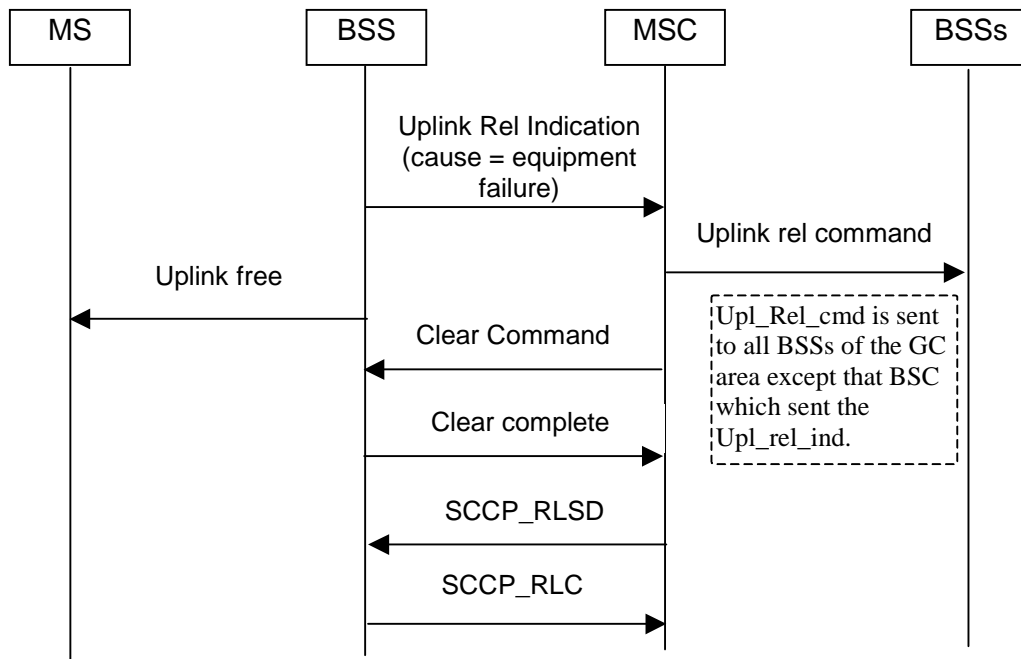 MS
BSS
MSC
BSSs
Uplink Rel Indication
(cause = equipment
failure)
Uplink rel command
Uplink free
Upl_Rel_cmd is sent
to all BSSs of the GC
area except that BSC
which sent the
Upl_rel_ind.
Clear Command
Clear complete
SCCP_RLSD
SCCP_RLC